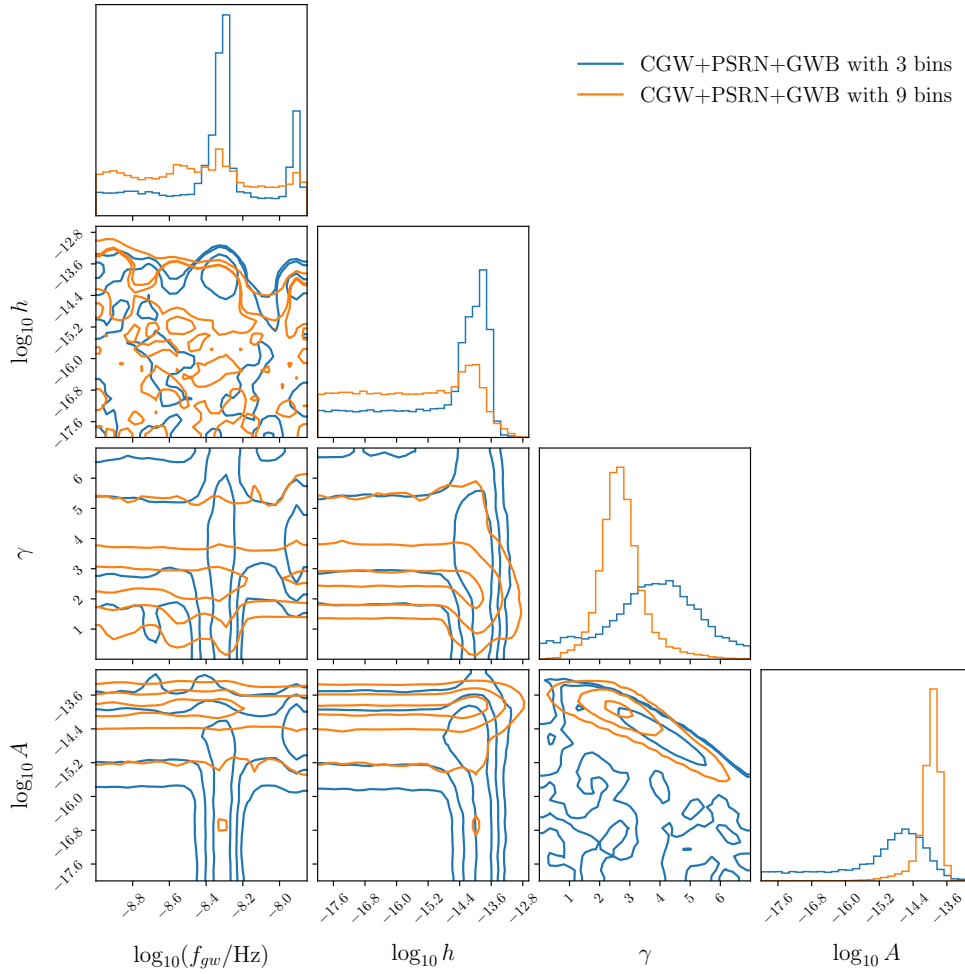 CGW+PSRN+GWB with 3 bins
CGW+PSRN+GWB with 9 bins
log₁₀ h
−12.8
−13.6
−14.4
−15.2
−16.0
−16.8
−17.6
γ
6
5
4
3
2
1
log₁₀ A
−13.6
−14.4
−15.2
−16.0
−16.8
−17.6
−8.8 −8.6 −8.4 −8.2 −8.0
−17.6 −16.8 −16.0 −15.2 −14.4 −13.6 −12.8
1 2 3 4 5 6
−17.6 −16.8 −16.0 −15.2 −14.4 −13.6
log₁₀(f_gw/Hz)
log₁₀ h
γ
log₁₀ A